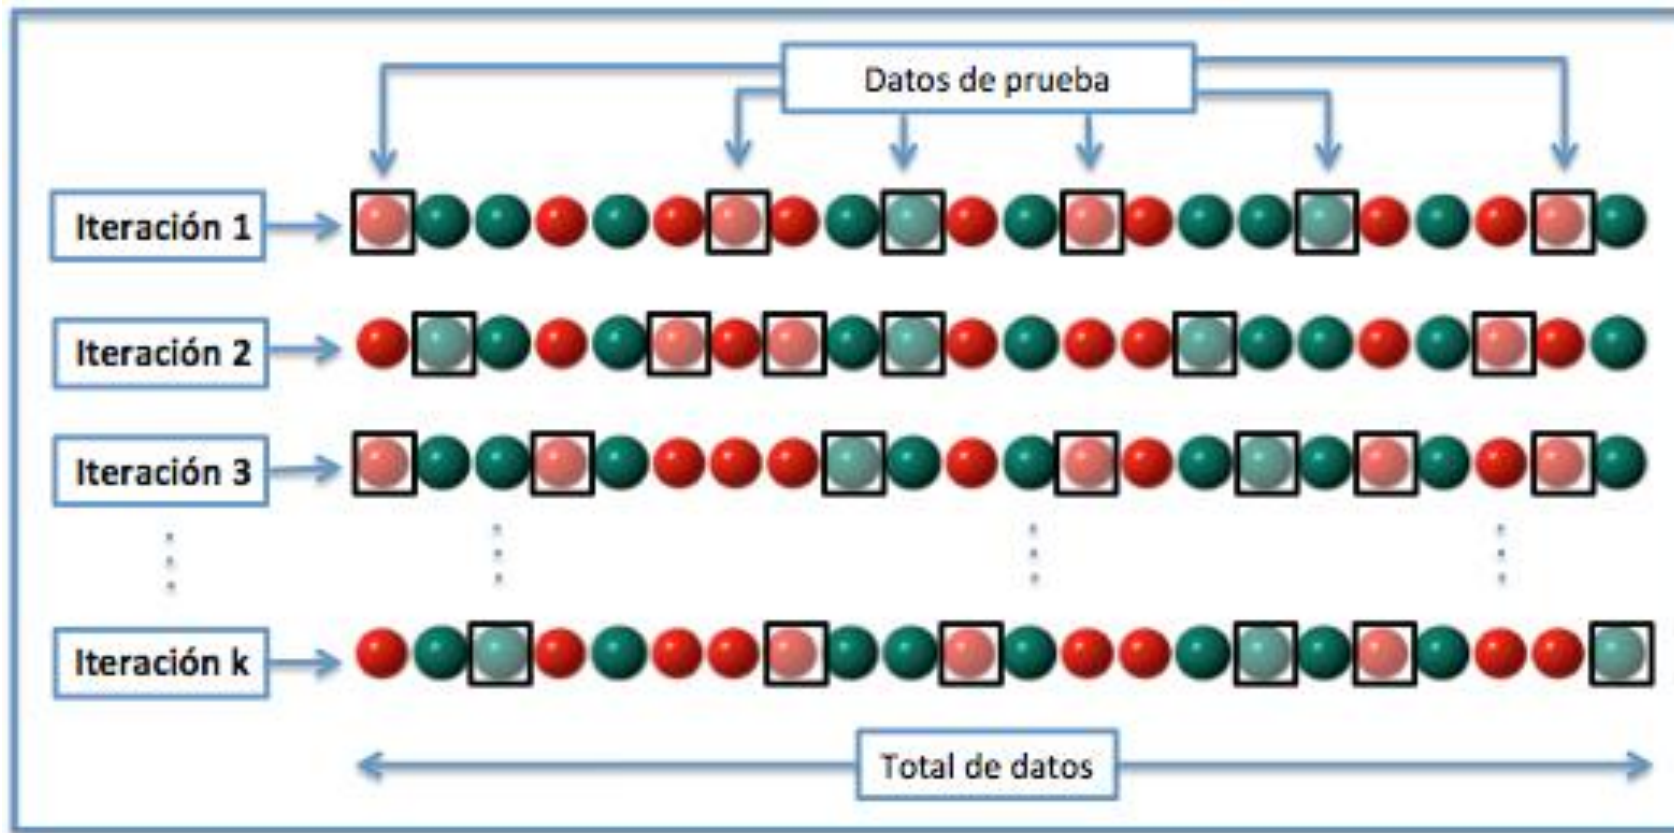 Datos de prueba
Iteración 1
Iteración 2
Iteración 3
Iteración k
Total de datos